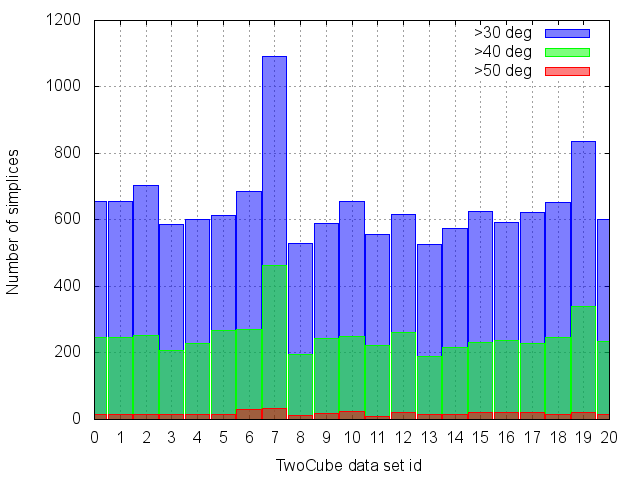 1200
1000
800
600
400
200
0
Number of simplices
>30 deg
>40 deg
>50 deg
0 1 2 3 4 5 6 7 8 9 10 11 12 13 14 15 16 17 18 19 20
TwoCube data set id